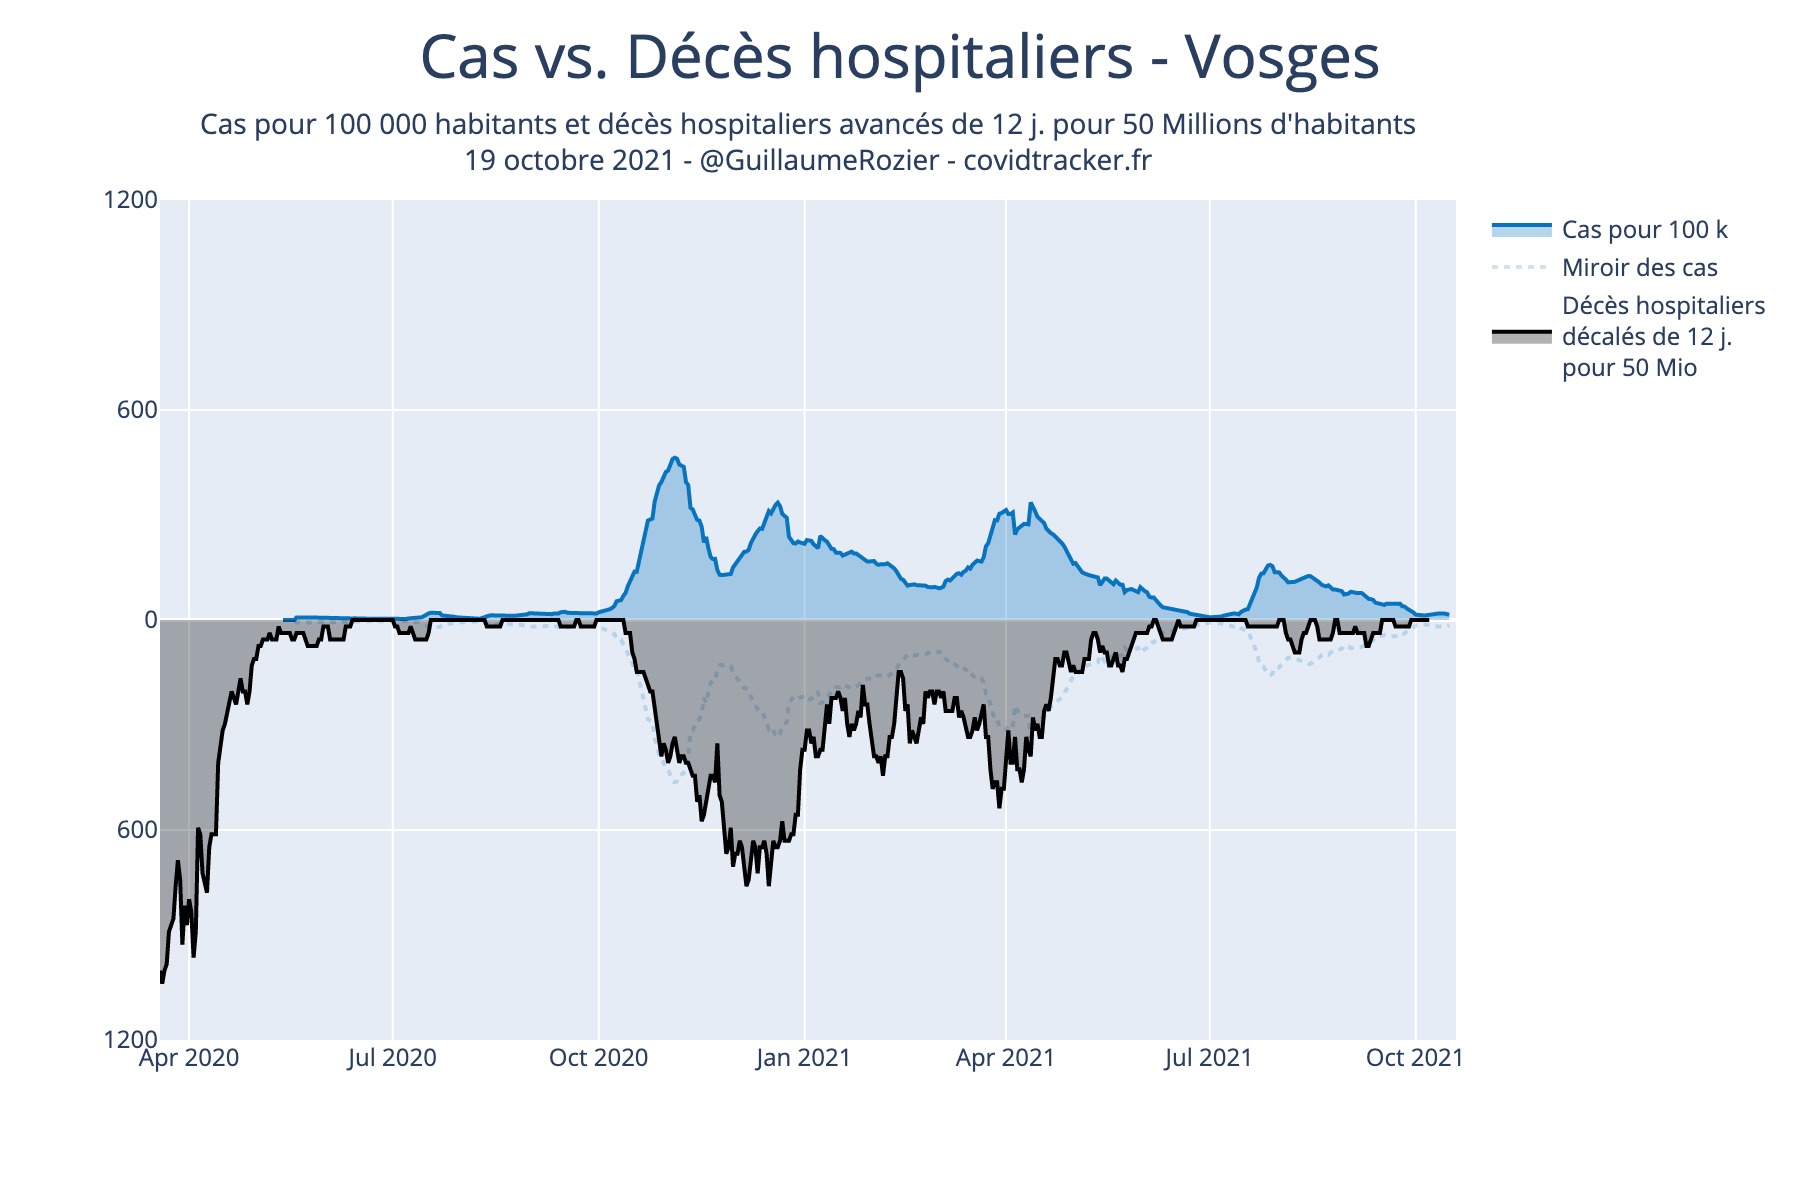 Cas vs. Décès hospitaliers - Vosges
Cas pour 100 000 habitants et décès hospitaliers avancés de 12 j. pour 50 Millions d'habitants
19 octobre 2021 - @GuillaumeRozier - covidtracker.fr
1200
600
0
600
1200
Apr 2020
Jul 2020
Oct 2020
Jan 2021
Apr 2021
Jul 2021
Oct 2021
Cas pour 100 k
Miroir des cas
Décès hospitaliers
décalés de 12 j.
pour 50 Mio